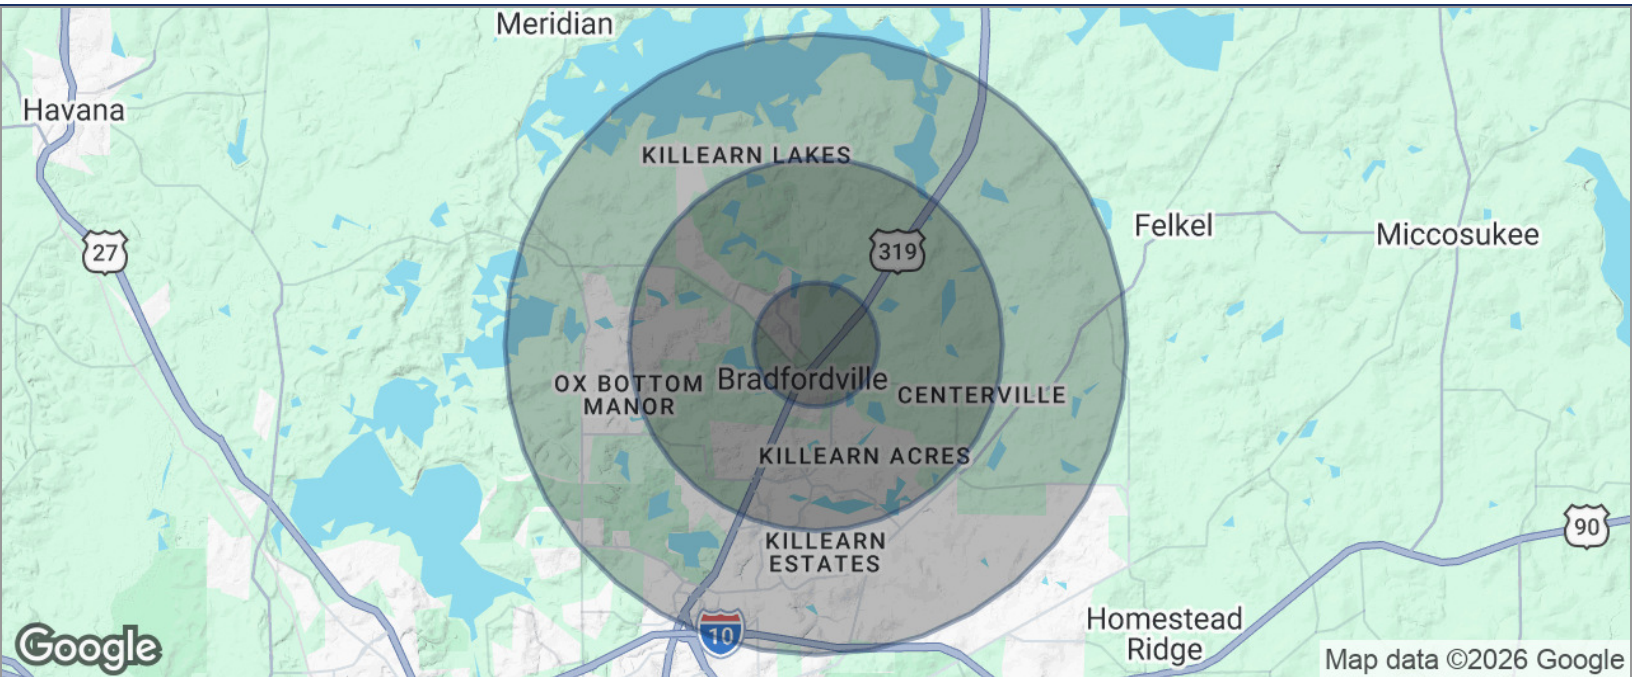 Meridian
Havana
KILLEARN LAKES
Felkel
Miccosukee
27
319
OX BOTTOM
MANOR
Bradfordville
CENTERVILLE
KILLEARN ACRES
90
KILLEARN
ESTATES
10
Homestead
Ridge
Google
Map data ©2026 Google